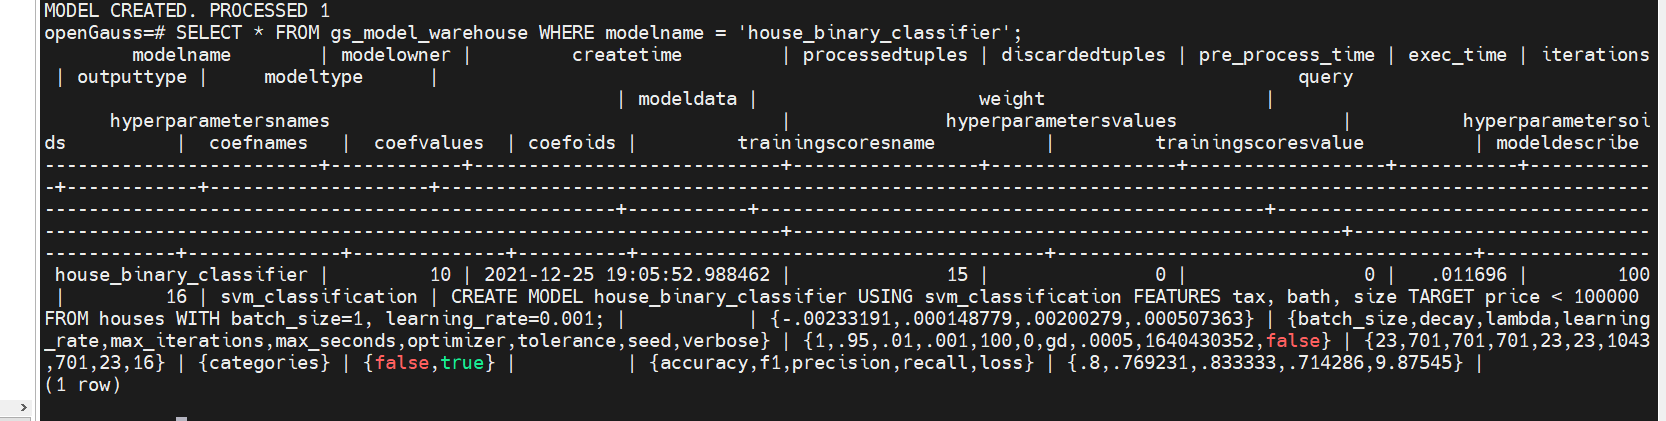 MODEL CREATED. PROCESSED 1
openGauss=# SELECT * FROM gs_model_warehouse WHERE modelname = 'house_binary_classifier';
modelname | modelowner | createtime | processedtuples | discardedtuples | pre_process_time | exec_time | iterations
| outputtype | modeltype | query
| modeldata | weight |
hyperparametersnames | hyperparametersvalues | hyperparametersoi
ds | coefnames | coefvalues | coefoids | trainingscoresname | trainingscoresvalue | modeldescribe
house_binary_classifier | 10 | 2021-12-25 19:05:52.988462 | 15 | 0 | 0 | .011696 | 100
| 16 | svm_classification | CREATE MODEL house_binary_classifier USING svm_classification FEATURES tax, bath, size TARGET price < 100000
FROM houses WITH batch_size=1, learning_rate=0.001; | | {-.00233191,.000148779,.00200279,.000507363} | {batch_size,decay,lambda,learning
_rate,max_iterations,max_seconds,optimizer,tolerance,seed,verbose} | {1,.95,.01,.001,100,0,gd,.0005,1640430352,false} | {23,701,701,701,23,23,1043
,701,23,16} | {categories} | {false,true} | | {accuracy,f1,precision,recall,loss} | {.8,.769231,.833333,.714286,9.87545} |
(1 row)